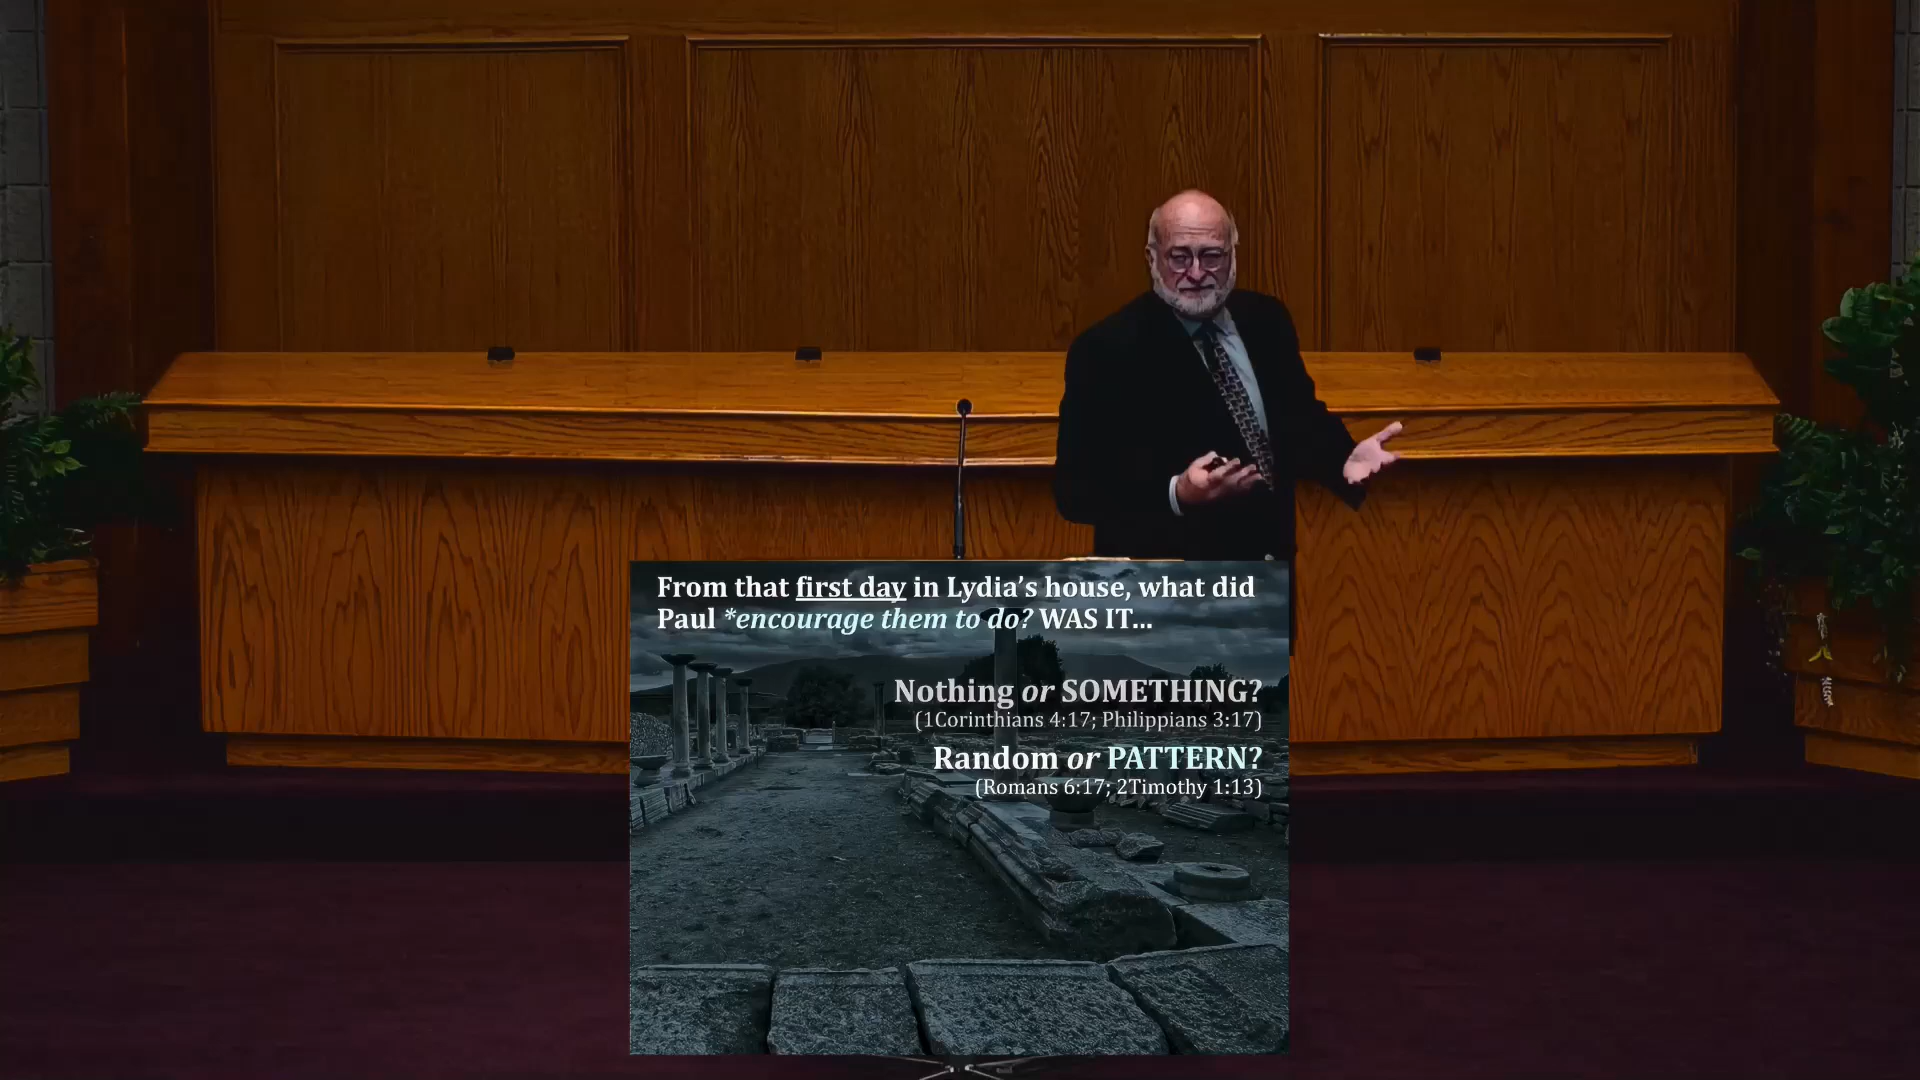 From that first day in Lydia's house, what did
Paul *encourage them to do? WAS IT...
Nothing or SOMETHING?
(1Corinthians 4:17; Philippians 3:17)
Random or PATTERN?
(Romans 6:17; 2Timothy 1:13)